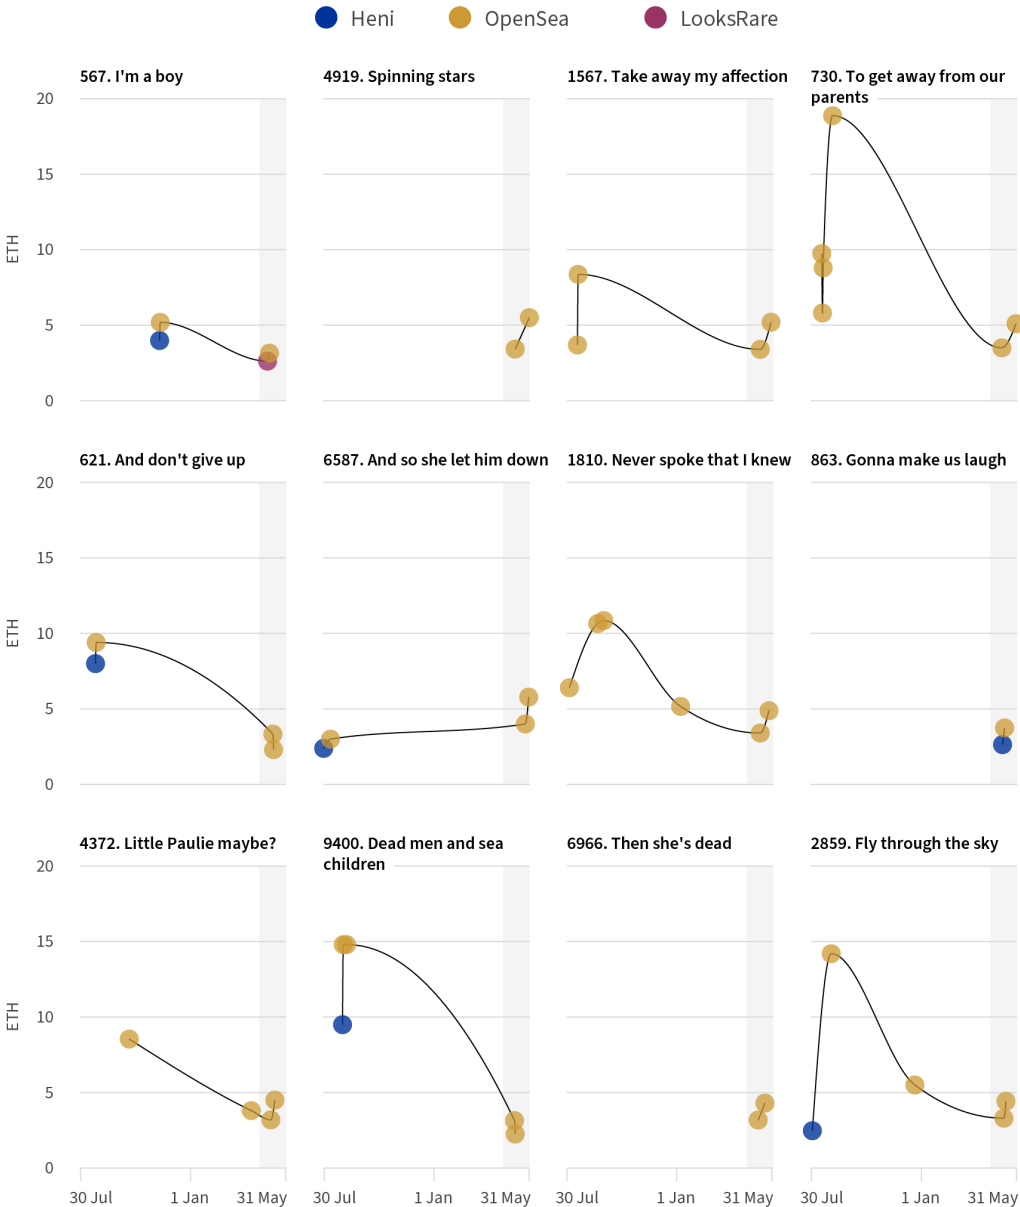 Heni OpenSea LooksRare
567. I'm a boy 4919. Spinning stars 1567. Take away my affection 730. To get away from our
parents
20
15
10
5
0
ETH
621. And don't give up 6587. And so she let him down 1810. Never spoke that I knew 863. Gonna make us laugh
20
15
10
5
0
ETH
4372. Little Paulie maybe? 9400. Dead men and sea 6966. Then she's dead 2859. Fly through the sky
children
20
15
10
5
0
ETH
30 Jul 1 Jan 31 May 30 Jul 1 Jan 31 May 30 Jul 1 Jan 31 May 30 Jul 1 Jan 31 May